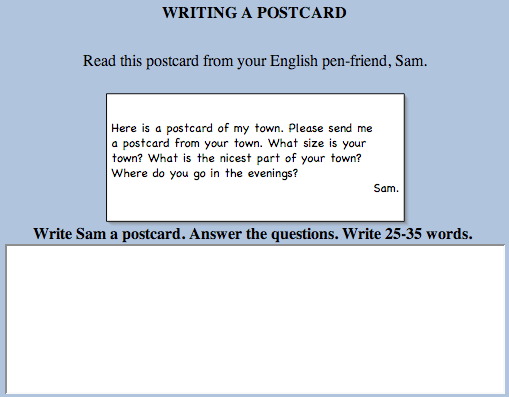 WRITING A POSTCARD
Read this postcard from your English pen-friend, Sam.
Here is a postcard of my town. Please send me
a postcard from your town. What size is your
town? What is the nicest part of your town?
Where do you go in the evenings?
Sam.
Write Sam a postcard. Answer the questions. Write 25-35 words.